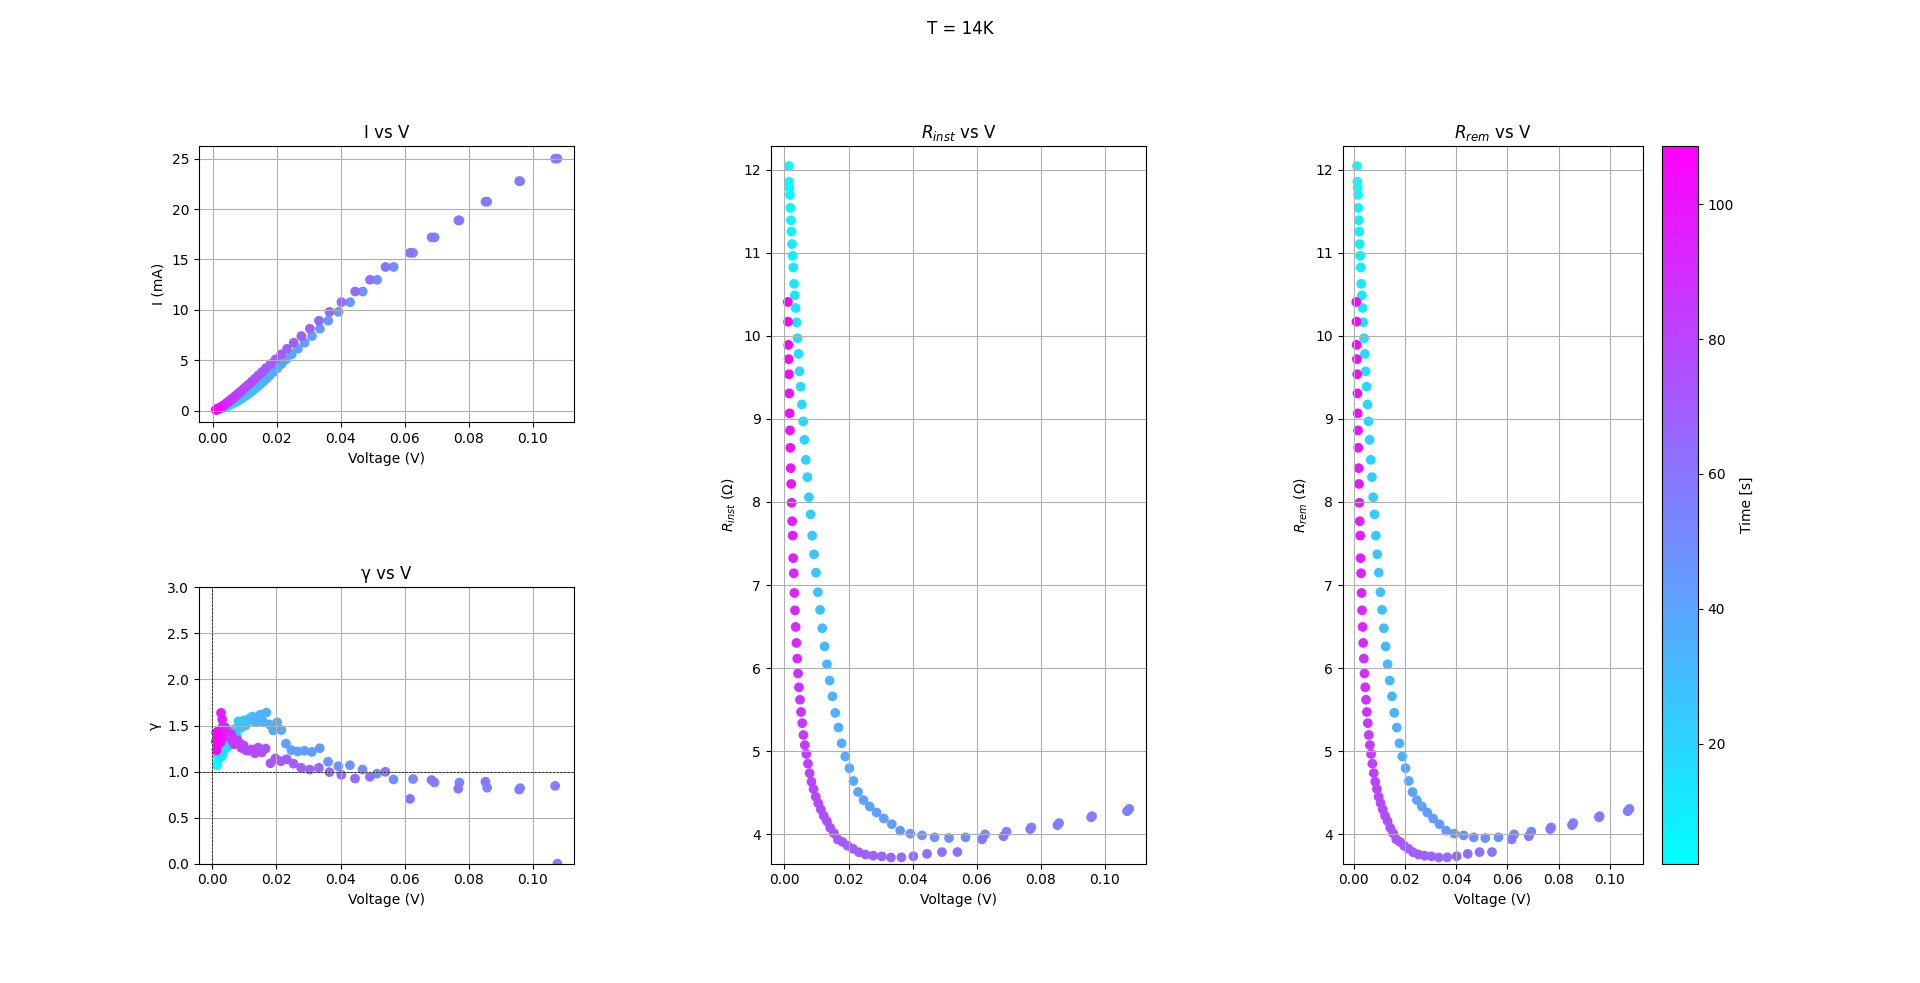 T = 14K
I vs V
25
20
15
10
5
0
I (mA)
0.00 0.02 0.04 0.06 0.08 0.10
Voltage (V)
γ vs V
3.0
2.5
2.0
1.5
1.0
0.5
0.0
γ
0.00 0.02 0.04 0.06 0.08 0.10
Voltage (V)
R_inst vs V
12
11
10
9
8
7
6
5
4
R_inst (Ω)
0.00 0.02 0.04 0.06 0.08 0.10
Voltage (V)
R_rem vs V
12
11
10
9
8
7
6
5
4
R_rem (Ω)
0.00 0.02 0.04 0.06 0.08 0.10
Voltage (V)
100
80
60
40
20
Time [s]